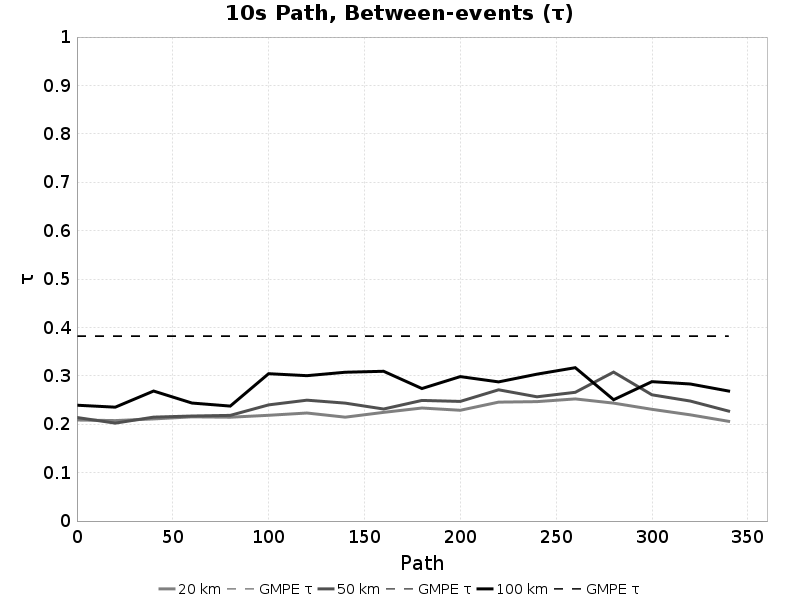 10s Path, Between-events (τ)
1
0.9
0.8
0.7
0.6
0.5
0.4
0.3
0.2
0.1
0
τ
0 50 100 150 200 250 300 350
Path
20 km GMPE τ 50 km GMPE τ 100 km GMPE τ